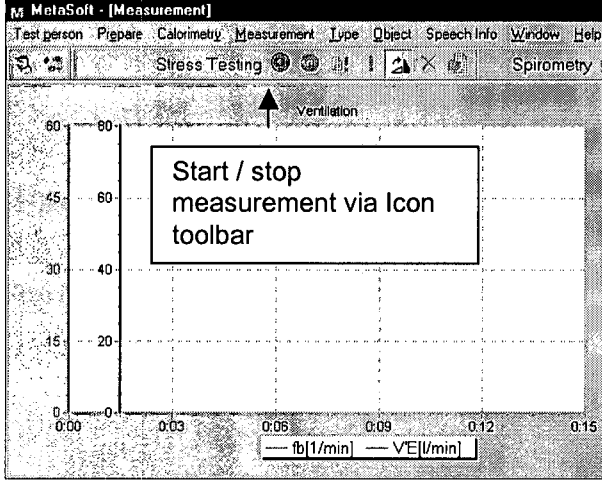 M MetaSoft - [Measurement]
Test person Prepare Calorimetry Measurement Type Object Speech Info Window Help
Stress Testing Spirometry
Ventilation
60 80
45 60
30 40
15 20
0 0
0:00 0:03 0:06 0:09 0:12 0:15
Start / stop
measurement via Icon
toolbar
fb[1/min] V'E[l/min]